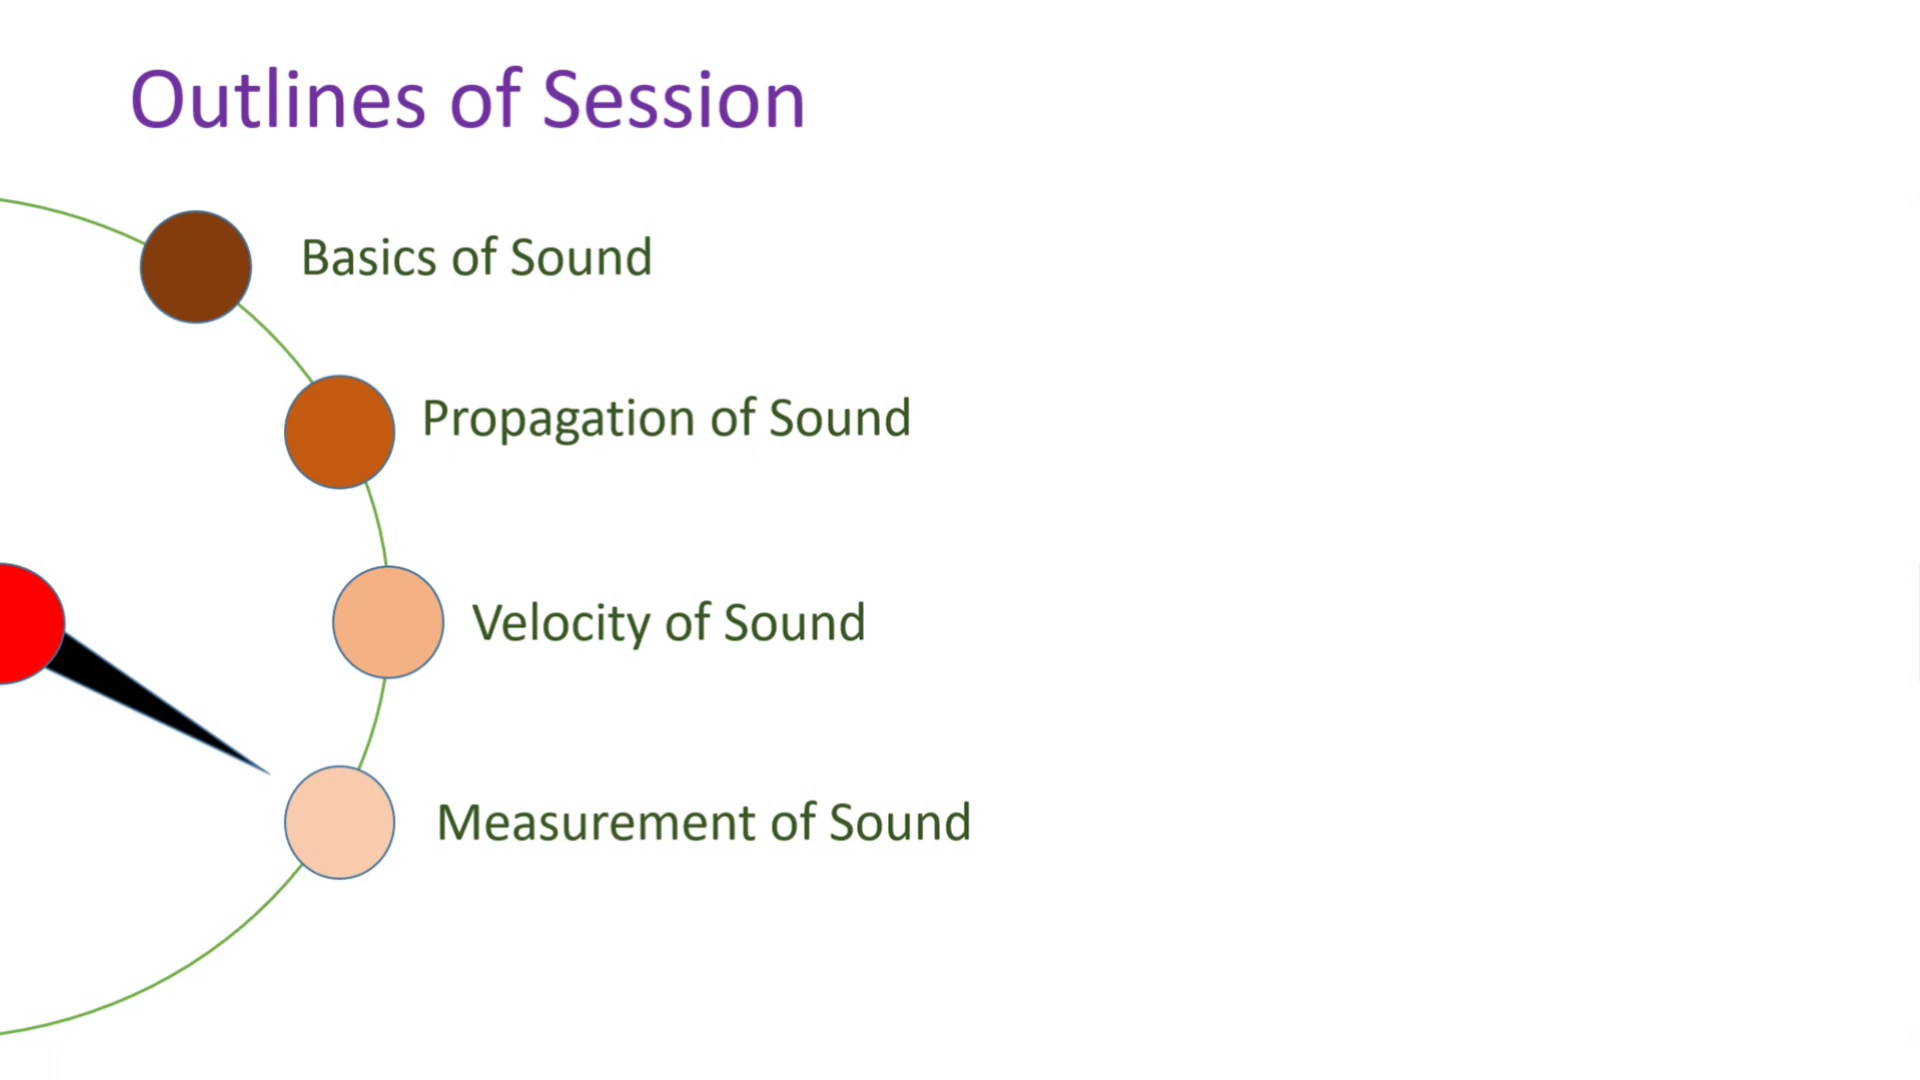 Outlines of Session
Basics of Sound
Propagation of Sound
Velocity of Sound
Measurement of Sound